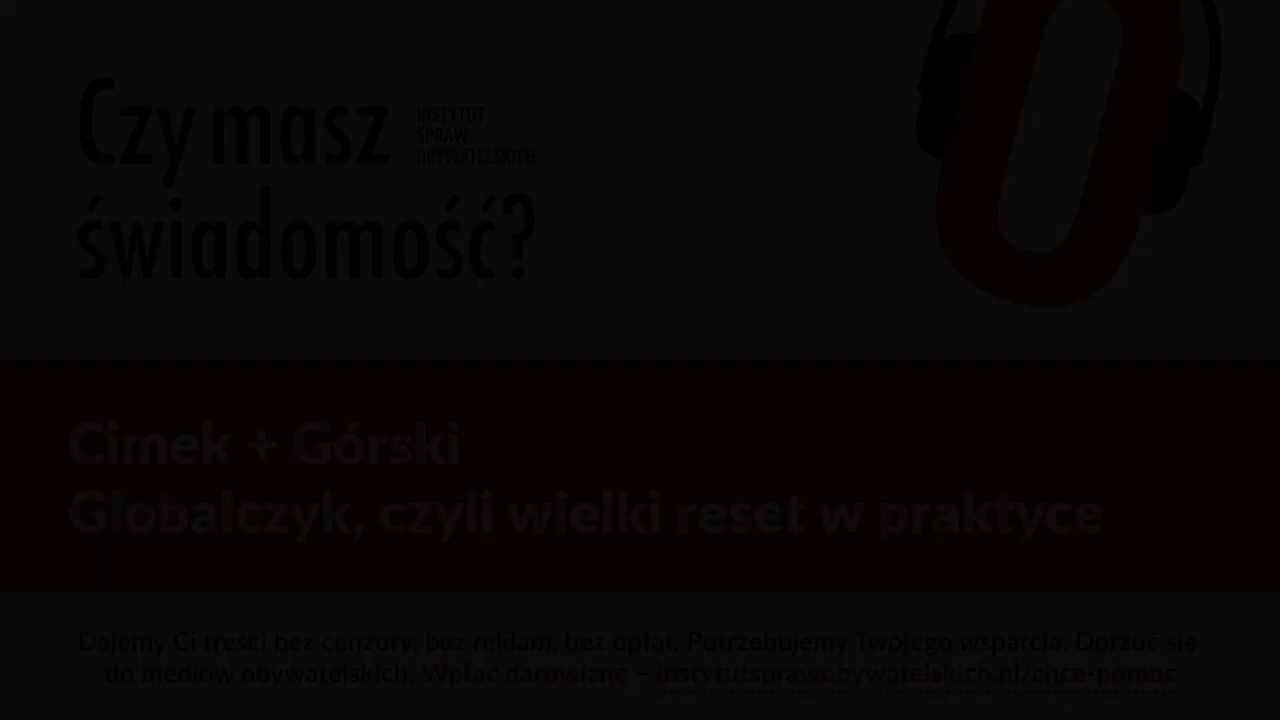 Czy masz
INSTYTUT
SPRAW
OBYWATELSKICH
świadomość?
Cimek + Górski
Globalczyk, czyli wielki reset w praktyce
Dajemy Ci treści bez cenzury, bez reklam, bez opłat. Potrzebujemy Twojego wsparcia. Dorzuć się
do mediów obywatelskich. Wpłać darowiznę – instytutsprawobywatelskich.pl/chce-pomoc